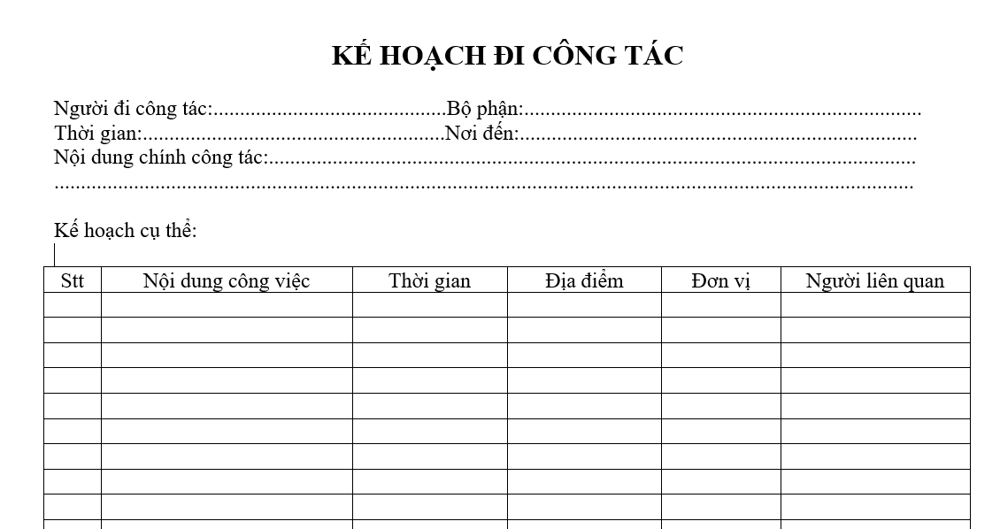 KẾ HOẠCH ĐI CÔNG TÁC
Người đi công tác:............................................Bộ phận:...........................................................................
Thời gian:.........................................................Nơi đến:...........................................................................
Nội dung chính công tác:..........................................................................................................................
..................................................................................................................................................................
Kế hoạch cụ thể:
Stt Nội dung công việc Thời gian Địa điểm Đơn vị Người liên quan